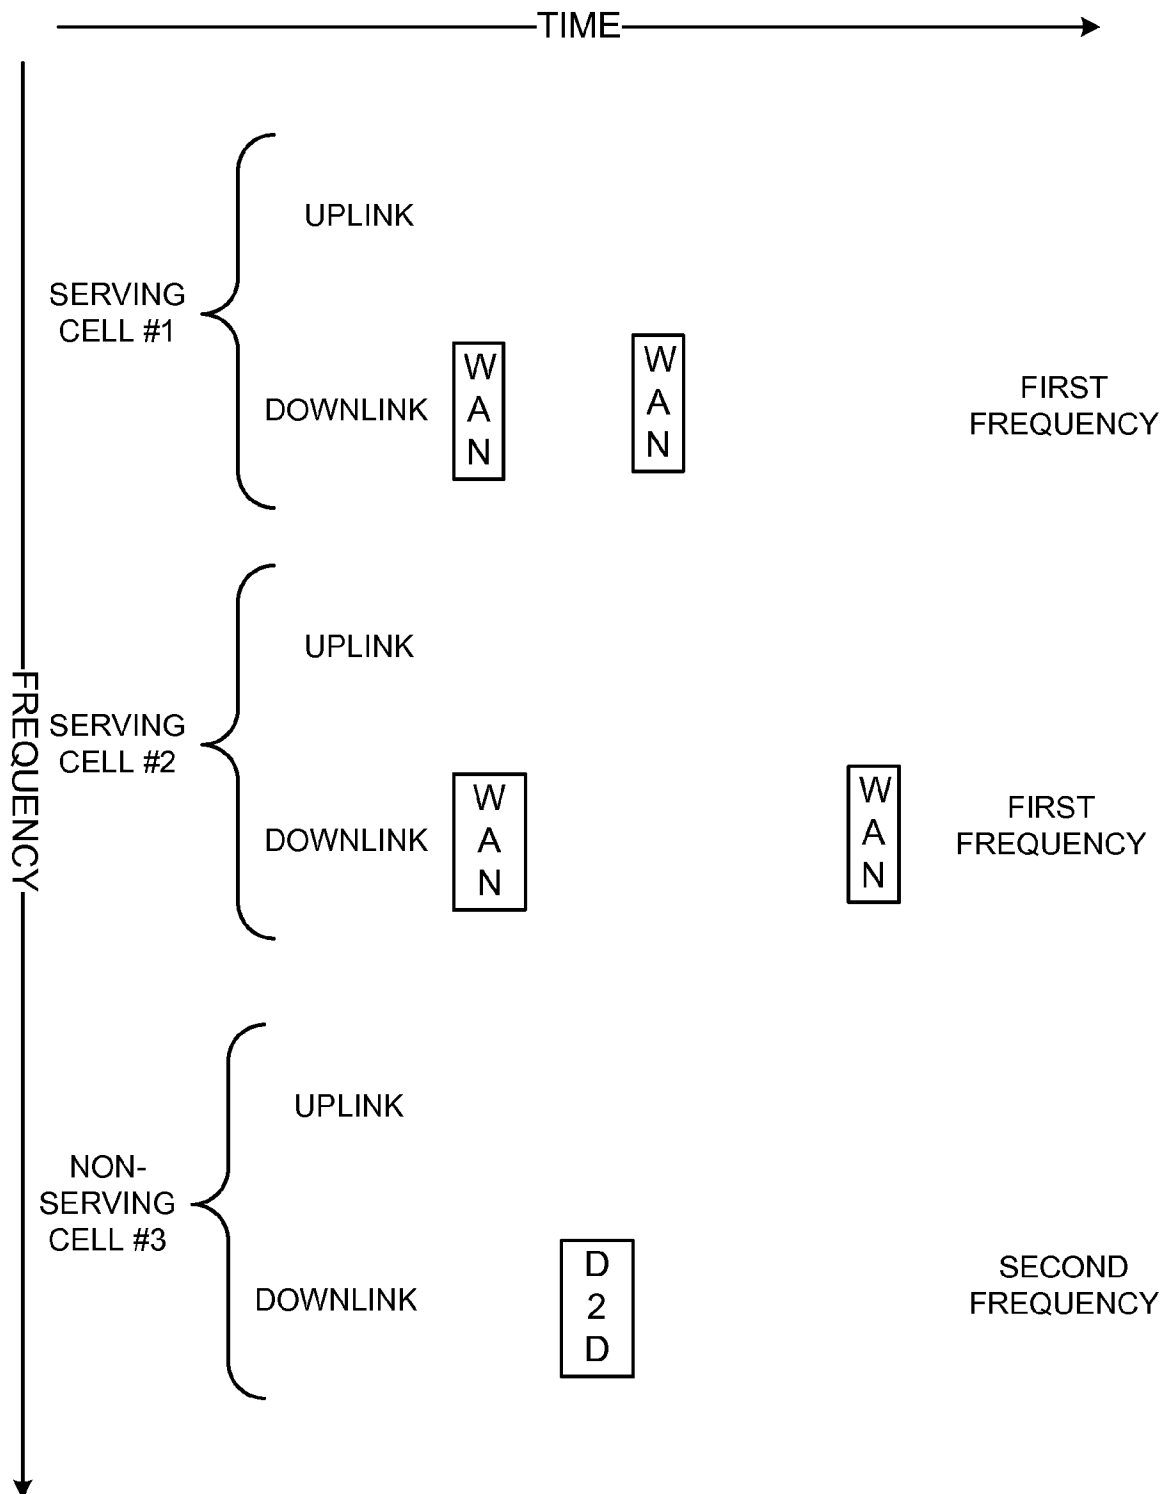 TIME
UPLINK
SERVING
CELL #1
DOWNLINK
W
A
N
W
A
N
FIRST
FREQUENCY
FREQUENCY
UPLINK
SERVING
CELL #2
DOWNLINK
W
A
N
W
A
N
FIRST
FREQUENCY
UPLINK
NON-
SERVING
CELL #3
DOWNLINK
D
2
D
SECOND
FREQUENCY